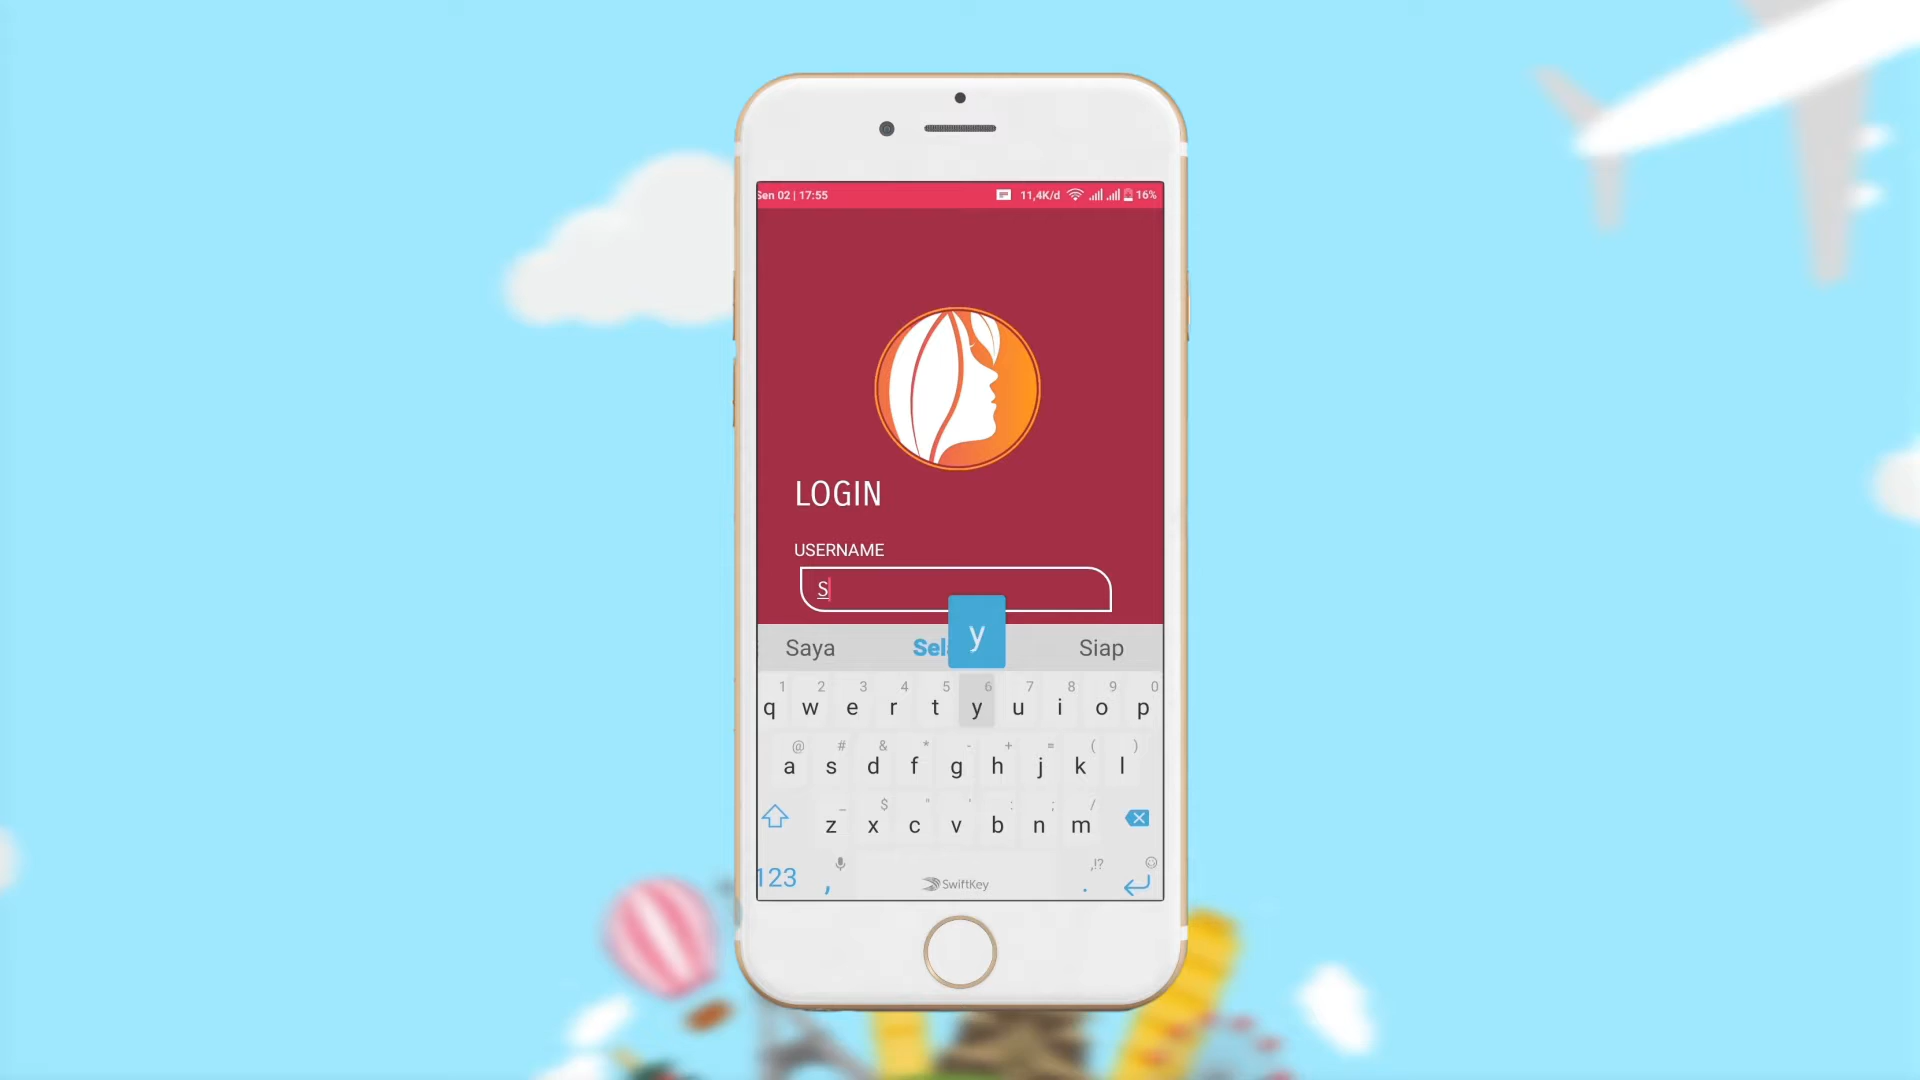 Sen 02 | 17:55 11,4K/d 16%
LOGIN
USERNAME
S
y
Saya Sel Siap
1 2 3 4 5 6 7 8 9 0
q w e r t y u i o p
@ # & * - + = ( )
a s d f g h j k l
_ $ " ' : ; /
z x c v b n m
,!?
123 , SwiftKey .